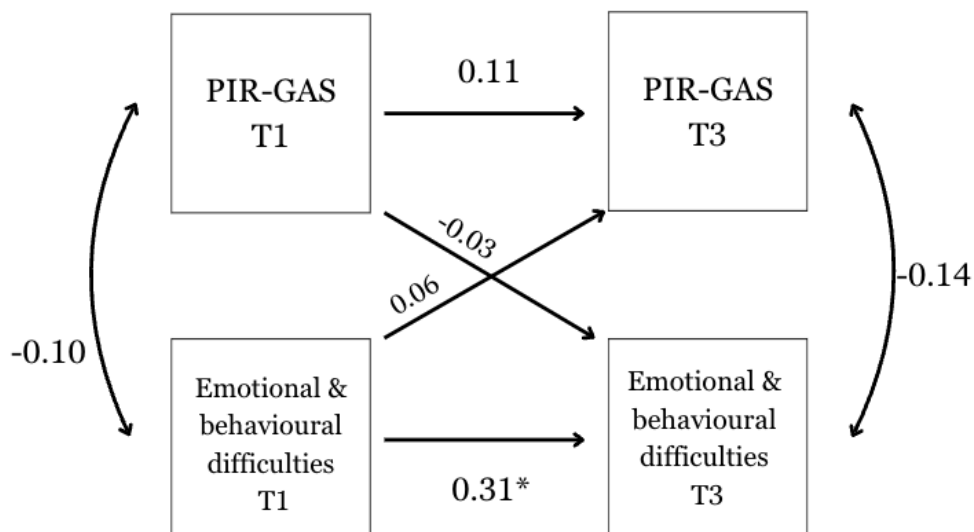 PIR-GAS
T1
0.11
PIR-GAS
T3
-0.03
0.06
-0.10
-0.14
Emotional &
behavioural
difficulties
T1
0.31*
Emotional &
behavioural
difficulties
T3